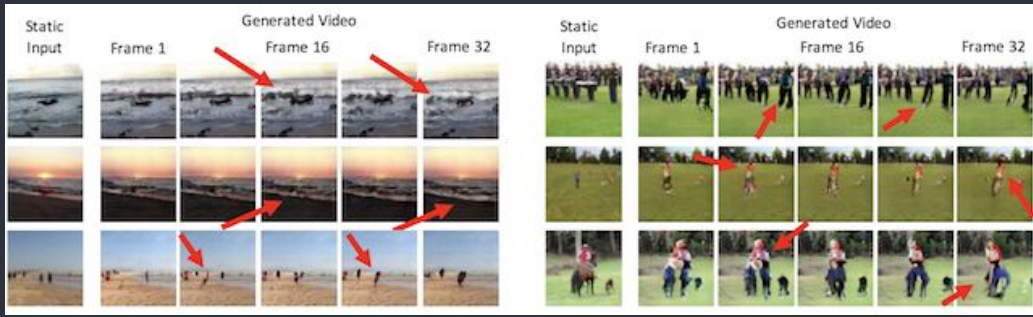 Static
Input
Generated Video
Frame 1
Frame 16
Frame 32
Static
Input
Generated Video
Frame 1
Frame 16
Frame 32